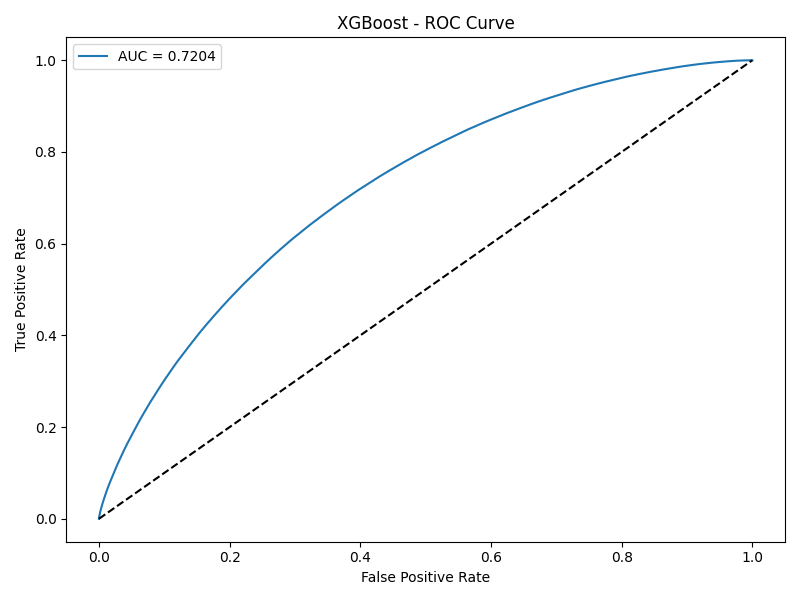 XGBoost - ROC Curve
AUC = 0.7204
1.0
0.8
0.6
0.4
0.2
0.0
True Positive Rate
0.0 0.2 0.4 0.6 0.8 1.0
False Positive Rate